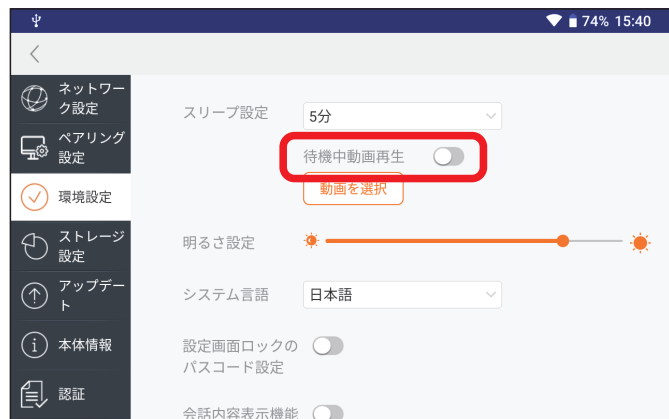 74% 15:40
ネットワー
ク設定
ペアリング
設定
環境設定
ストレージ
設定
アップデー
ト
本体情報
認証
スリープ設定
5分
待機中動画再生
動画を選択
明るさ設定
システム言語
日本語
設定画面ロックの
パスコード設定
会話内容表示機能